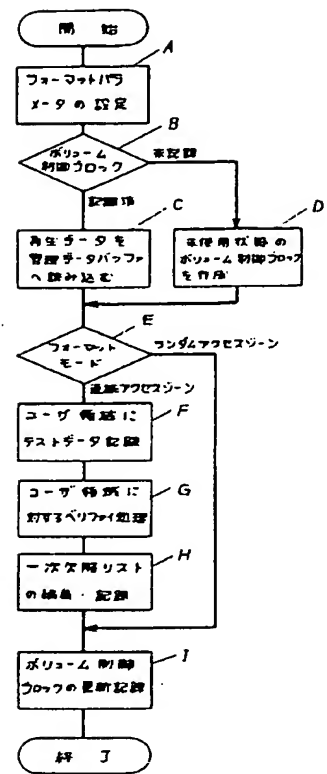 開始
A
フォーマットパラ
メータの設定
B
ボリューム
制御ブロック
未記録
記録済
C
再生データを
管理データバッファ
へ読み込む
D
未使用状態の
ボリューム制御ブロック
を作成
E
フォーマット
モード
ランダムアクセスゾーン
追記アクセスゾーン
F
ユーザ領域に
テストデータ記録
G
ユーザ領域に
対するベリファイ処理
H
一次欠陥リスト
の編集・記録
I
ボリューム制御
ブロックの更新記録
終了